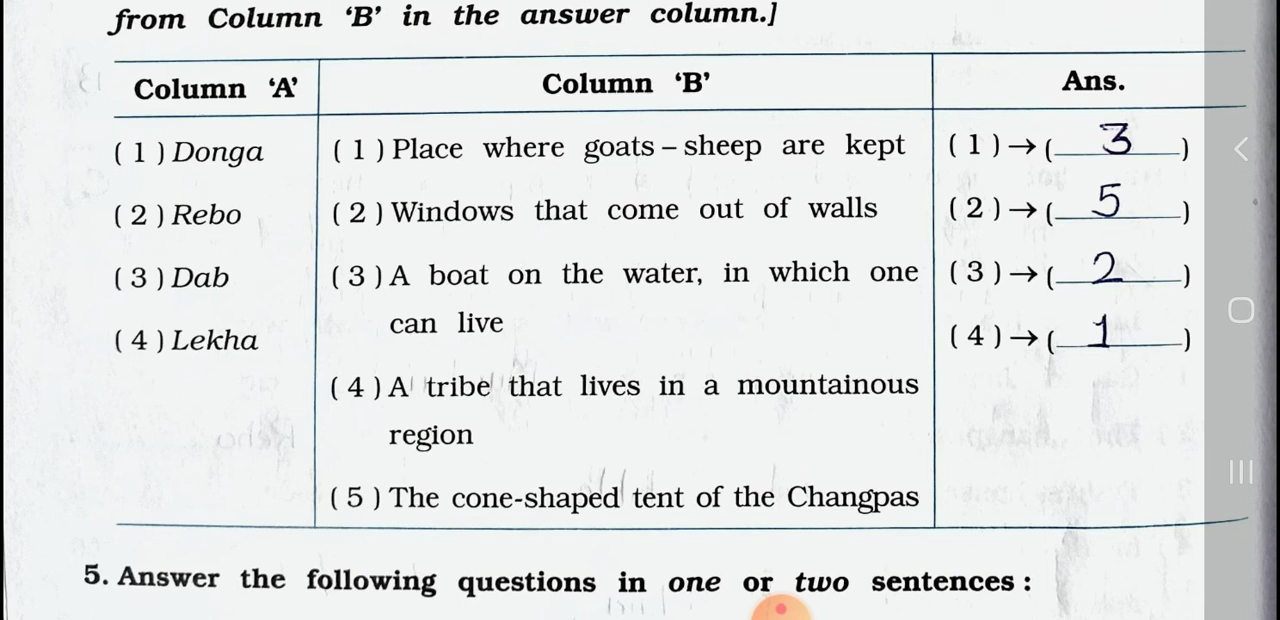 from Column ‘B’ in the answer column.]
Column ‘A’ Column ‘B’ Ans.
( 1 ) Donga ( 1 ) Place where goats – sheep are kept ( 1 ) → ( 3 )
( 2 ) Rebo ( 2 ) Windows that come out of walls ( 2 ) → ( 5 )
( 3 ) Dab ( 3 ) A boat on the water, in which one ( 3 ) → ( 2 )
can live
( 4 ) Lekha ( 4 ) → ( 1 )
( 4 ) A tribe that lives in a mountainous
region
( 5 ) The cone-shaped tent of the Changpas
5. Answer the following questions in one or two sentences :